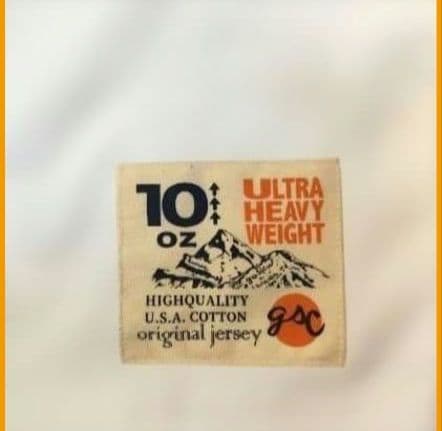 10 OZ
ULTRA
HEAVY
WEIGHT
HIGHQUALITY
U.S.A. COTTON
original jersey
gsc